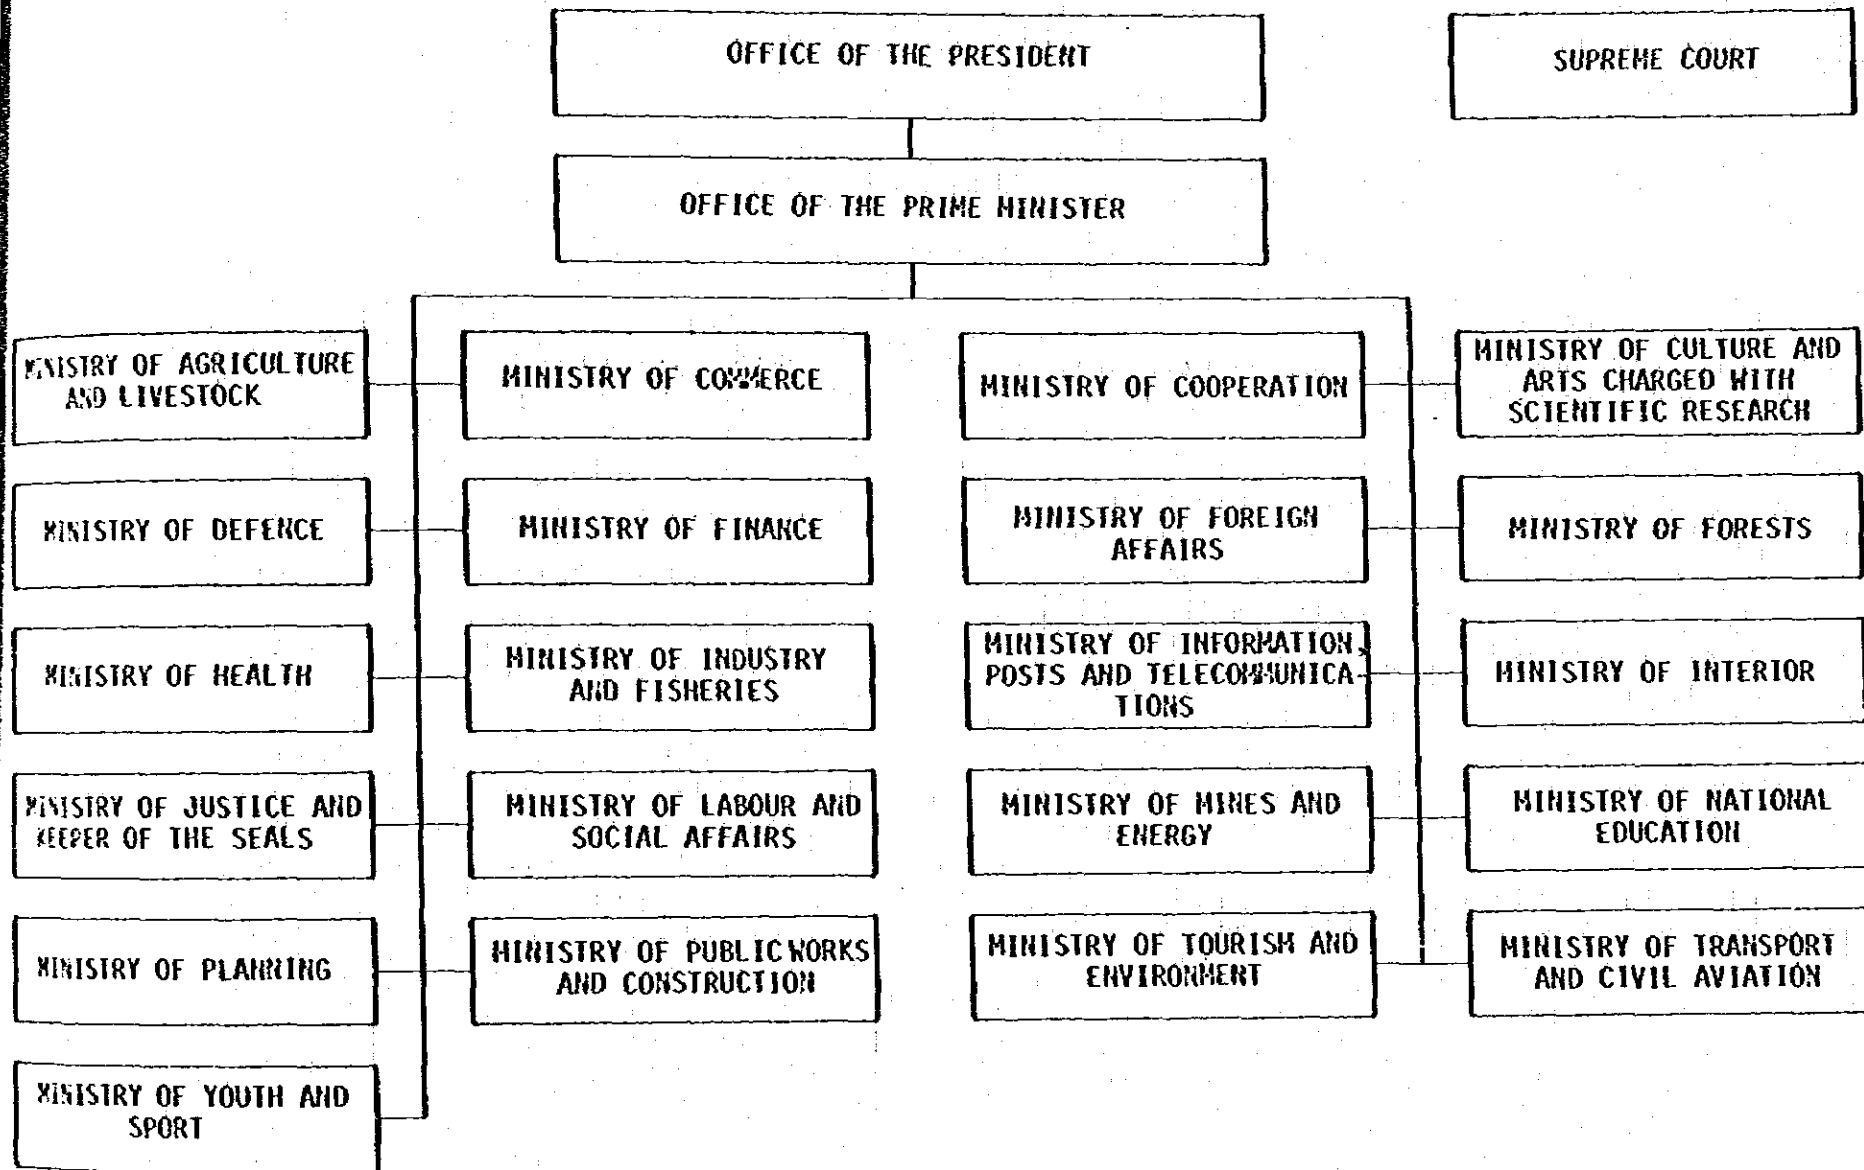 OFFICE OF THE PRESIDENT
SUPREME COURT
OFFICE OF THE PRIME MINISTER
MINISTRY OF AGRICULTURE
AND LIVESTOCK
MINISTRY OF COMMERCE
MINISTRY OF COOPERATION
MINISTRY OF CULTURE AND
ARTS CHARGED WITH
SCIENTIFIC RESEARCH
MINISTRY OF DEFENCE
MINISTRY OF FINANCE
MINISTRY OF FOREIGN
AFFAIRS
MINISTRY OF FORESTS
MINISTRY OF HEALTH
MINISTRY OF INDUSTRY
AND FISHERIES
MINISTRY OF INFORMATION,
POSTS AND TELECOMMUNICA-
TIONS
MINISTRY OF INTERIOR
MINISTRY OF JUSTICE AND
KEEPER OF THE SEALS
MINISTRY OF LABOUR AND
SOCIAL AFFAIRS
MINISTRY OF MINES AND
ENERGY
MINISTRY OF NATIONAL
EDUCATION
MINISTRY OF PLANNING
MINISTRY OF PUBLIC WORKS
AND CONSTRUCTION
MINISTRY OF TOURISM AND
ENVIRONMENT
MINISTRY OF TRANSPORT
AND CIVIL AVIATION
MINISTRY OF YOUTH AND
SPORT